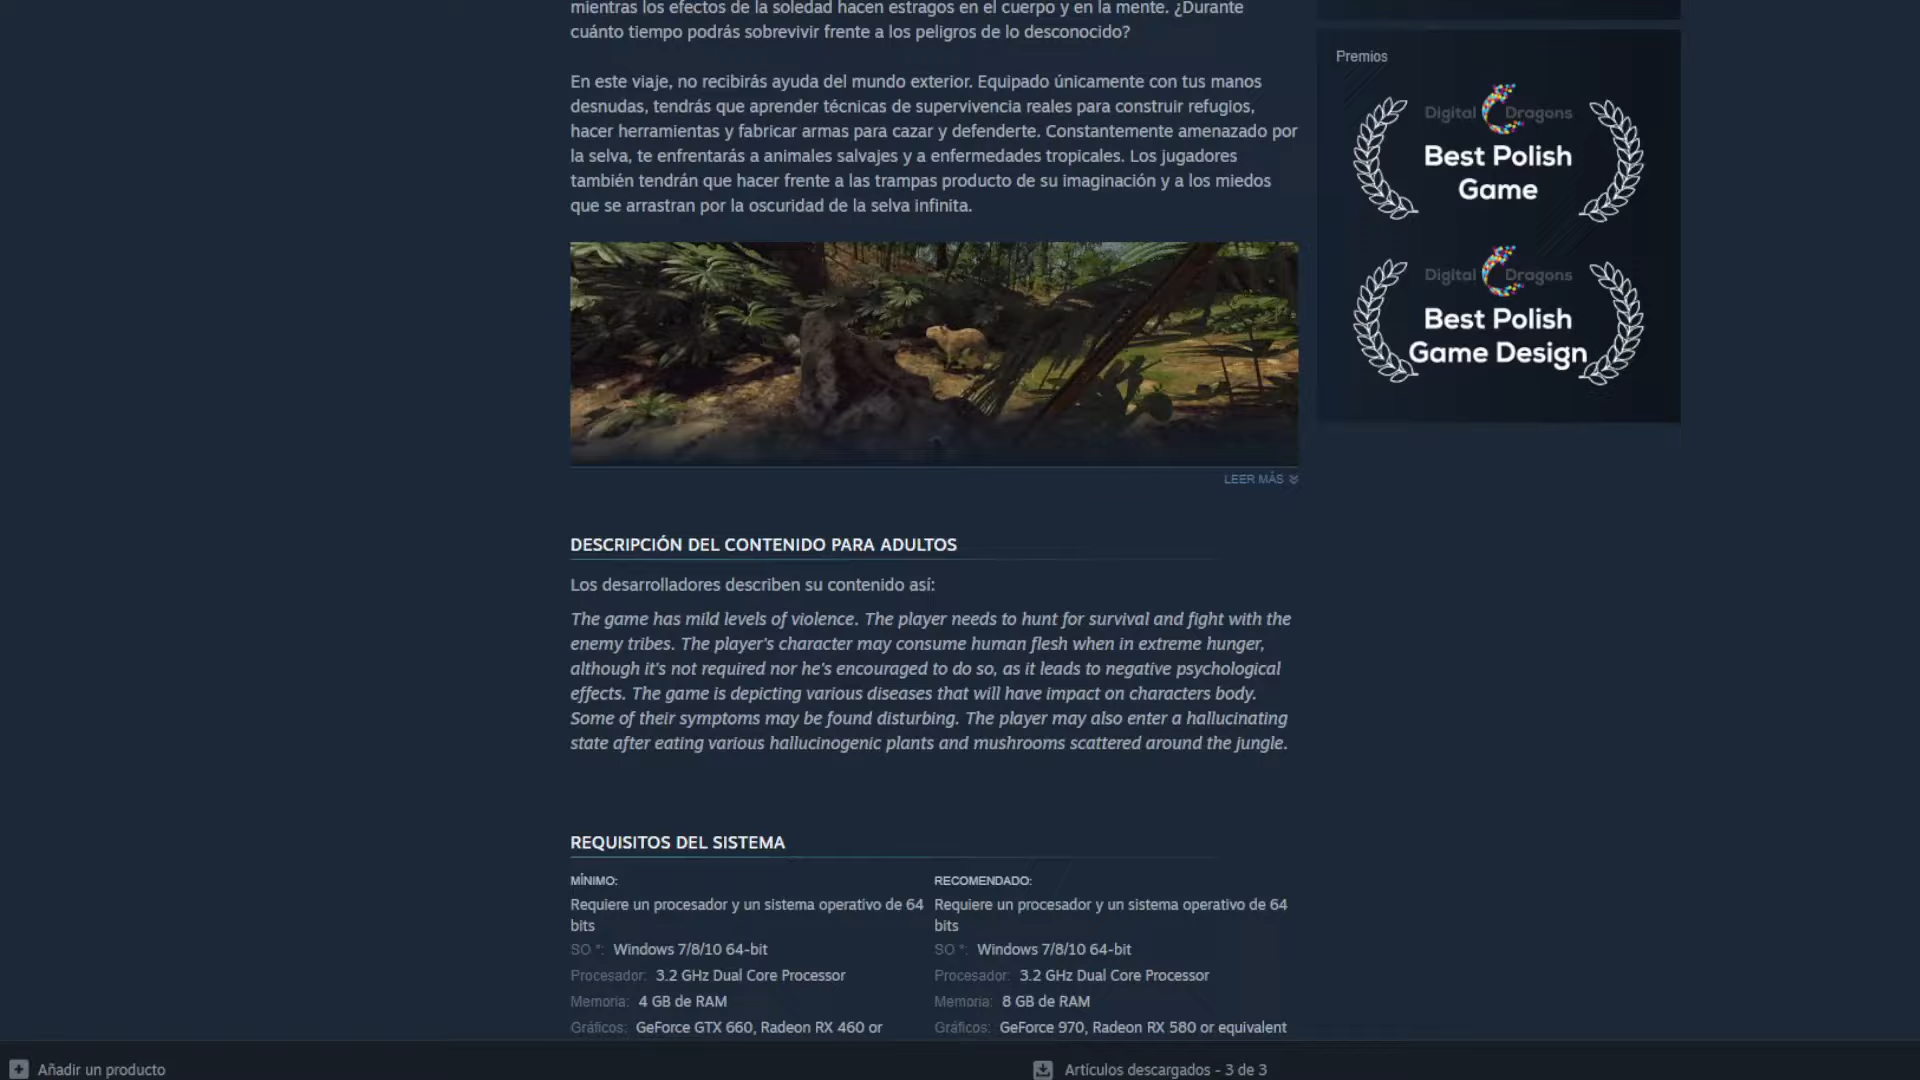 mientras los efectos de la soledad hacen estragos en el cuerpo y en la mente. ¿Durante
cuánto tiempo podrás sobrevivir frente a los peligros de lo desconocido?
En este viaje, no recibirás ayuda del mundo exterior. Equipado únicamente con tus manos
desnudas, tendrás que aprender técnicas de supervivencia reales para construir refugios,
hacer herramientas y fabricar armas para cazar y defenderte. Constantemente amenazado por
la selva, te enfrentarás a animales salvajes y a enfermedades tropicales. Los jugadores
también tendrán que hacer frente a las trampas producto de su imaginación y a los miedos
que se arrastran por la oscuridad de la selva infinita.
LEER MÁS
DESCRIPCIÓN DEL CONTENIDO PARA ADULTOS
Los desarrolladores describen su contenido así:
The game has mild levels of violence. The player needs to hunt for survival and fight with the
enemy tribes. The player's character may consume human flesh when in extreme hunger,
although it's not required nor he's encouraged to do so, as it leads to negative psychological
effects. The game is depicting various diseases that will have impact on characters body.
Some of their symptoms may be found disturbing. The player may also enter a hallucinating
state after eating various hallucinogenic plants and mushrooms scattered around the jungle.
REQUISITOS DEL SISTEMA
MÍNIMO:
Requiere un procesador y un sistema operativo de 64
bits
SO *: Windows 7/8/10 64-bit
Procesador: 3.2 GHz Dual Core Processor
Memoria: 4 GB de RAM
Gráficos: GeForce GTX 660, Radeon RX 460 or
RECOMENDADO:
Requiere un procesador y un sistema operativo de 64
bits
SO *: Windows 7/8/10 64-bit
Procesador: 3.2 GHz Dual Core Processor
Memoria: 8 GB de RAM
Gráficos: GeForce 970, Radeon RX 580 or equivalent
Premios
Digital Dragons
Best Polish
Game
Digital Dragons
Best Polish
Game Design
Añadir un producto
Artículos descargados - 3 de 3